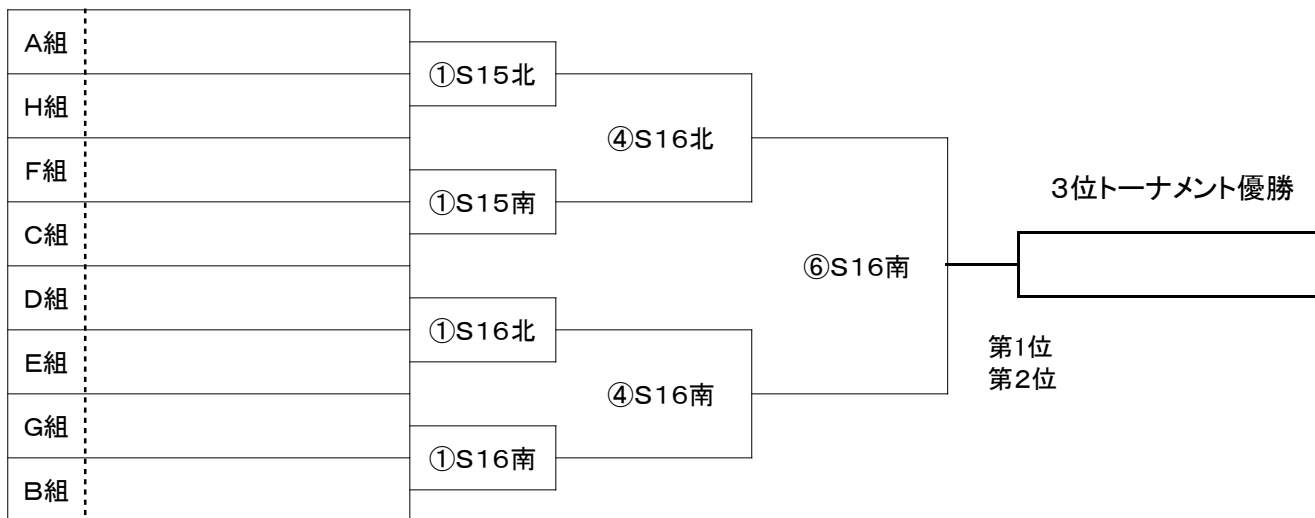 A組
H組
F組
C組
D組
E組
G組
B組
①S15北
①S15南
①S16北
①S16南
④S16北
④S16南
⑥S16南
3位トーナメント優勝
第1位
第2位